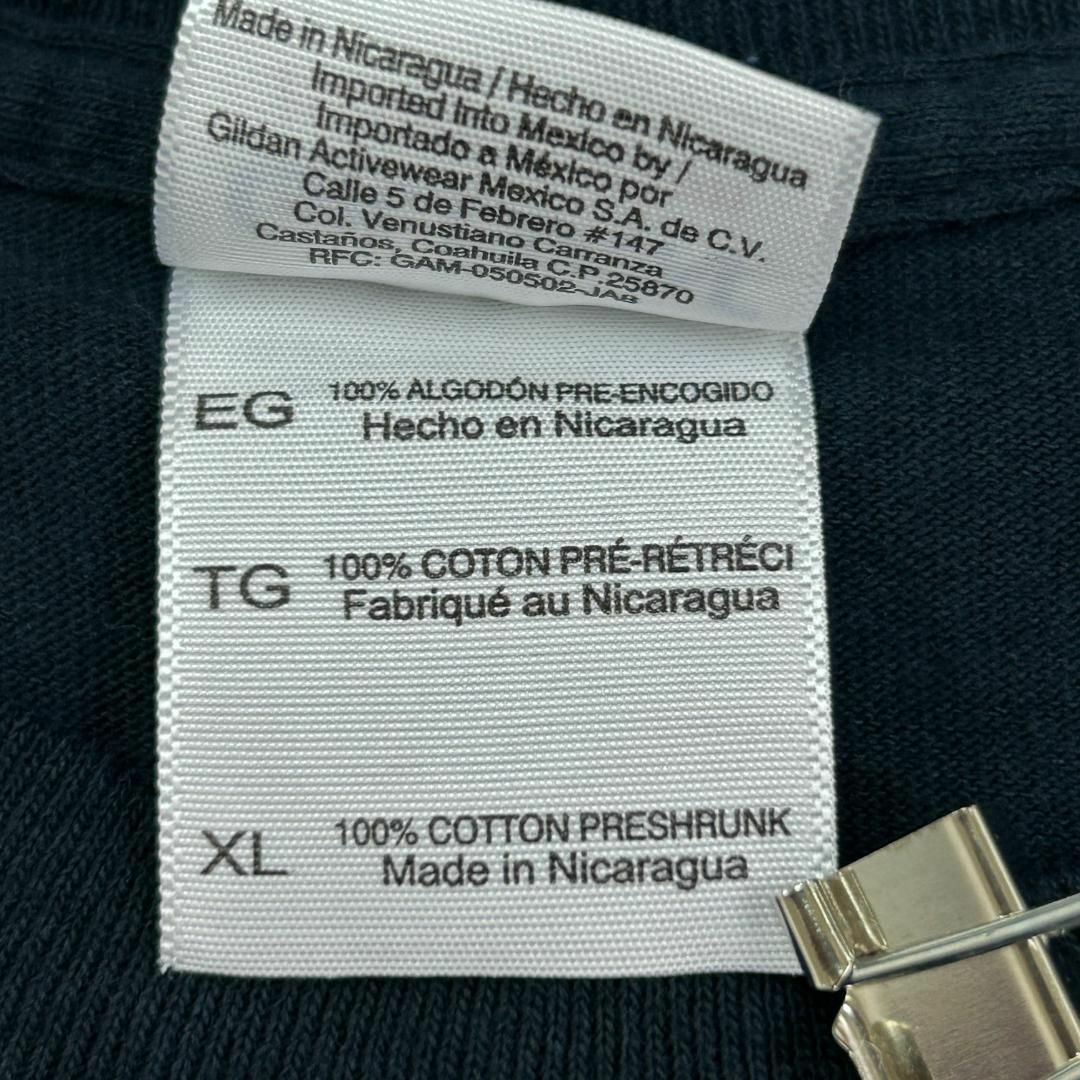 Made in Nicaragua / Hecho en Nicaragua
Imported Into Mexico by /
Importado a México por
Gildan Activewear Mexico S.A. de C.V.
Calle 5 de Febrero #147
Col. Venustiano Carranza
Castaños, Coahuila C.P.25870
RFC: GAM-050502-JA8
EG
100% ALGODÓN PRE-ENCOGIDO
Hecho en Nicaragua
TG
100% COTON PRÉ-RÉTRÉCI
Fabriqué au Nicaragua
XL
100% COTTON PRESHRUNK
Made in Nicaragua